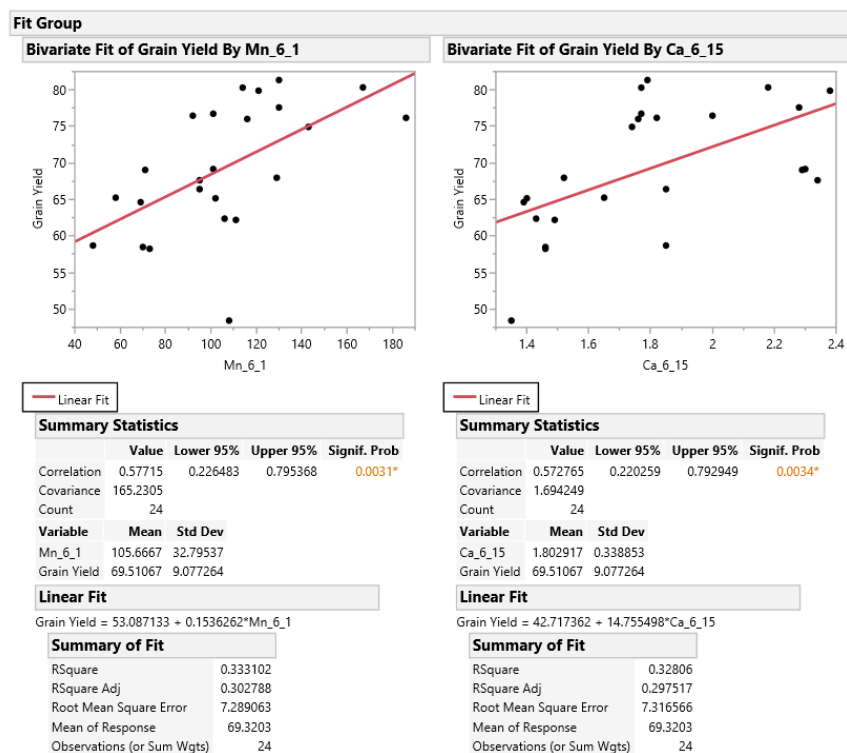 Fit Group
Bivariate Fit of Grain Yield By Mn_6_1
80
75
70
65
60
55
50
Grain Yield
40 60 80 100 120 140 160 180
Mn_6_1
Linear Fit
Summary Statistics
Value Lower 95% Upper 95% Signif. Prob
Correlation 0.57715 0.226483 0.795368 0.0031*
Covariance 165.2305
Count 24
Variable Mean Std Dev
Mn_6_1 105.6667 32.79537
Grain Yield 69.51067 9.077264
Linear Fit
Grain Yield = 53.087133 + 0.1536262*Mn_6_1
Summary of Fit
RSquare 0.333102
RSquare Adj 0.302788
Root Mean Square Error 7.289063
Mean of Response 69.3203
Observations (or Sum Wgts) 24
Bivariate Fit of Grain Yield By Ca_6_15
80
75
70
65
60
55
50
Grain Yield
1.4 1.6 1.8 2 2.2 2.4
Ca_6_15
Linear Fit
Summary Statistics
Value Lower 95% Upper 95% Signif. Prob
Correlation 0.572765 0.220259 0.792949 0.0034*
Covariance 1.694249
Count 24
Variable Mean Std Dev
Ca_6_15 1.802917 0.338853
Grain Yield 69.51067 9.077264
Linear Fit
Grain Yield = 42.717362 + 14.755498*Ca_6_15
Summary of Fit
RSquare 0.32806
RSquare Adj 0.297517
Root Mean Square Error 7.316566
Mean of Response 69.3203
Observations (or Sum Wgts) 24